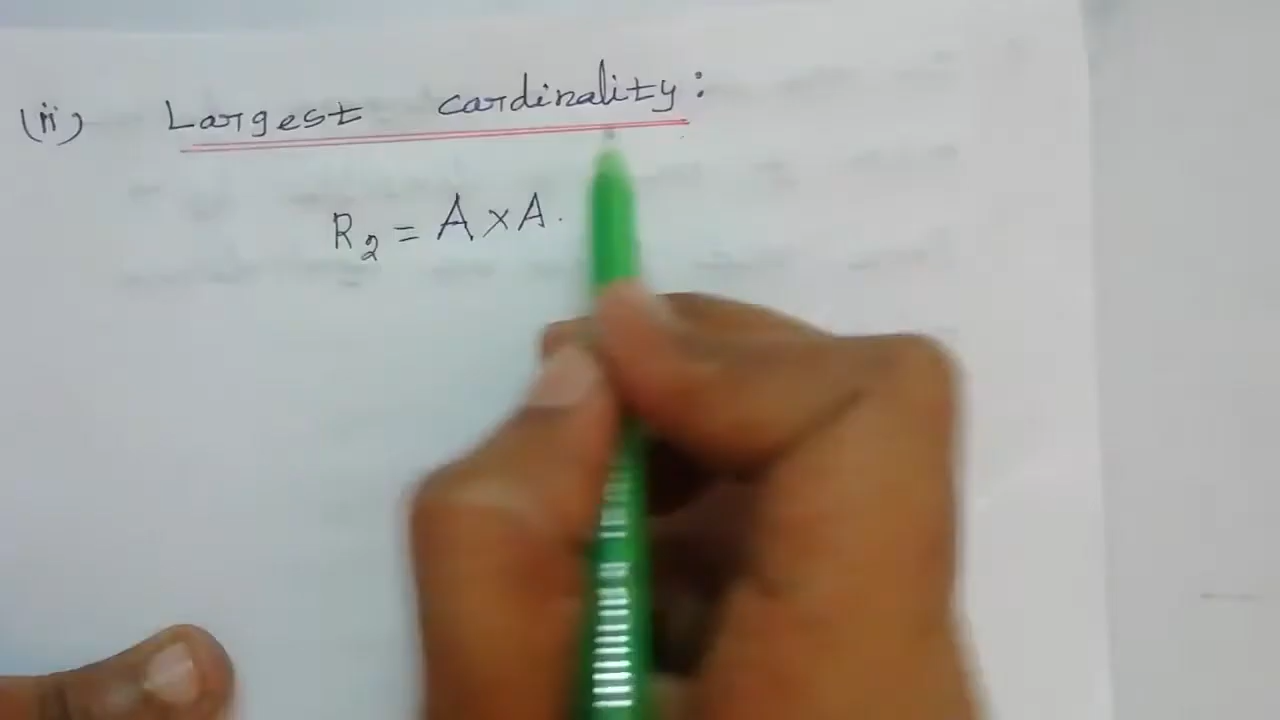 (ii) Largest cardinality:
R₂ = A × A.